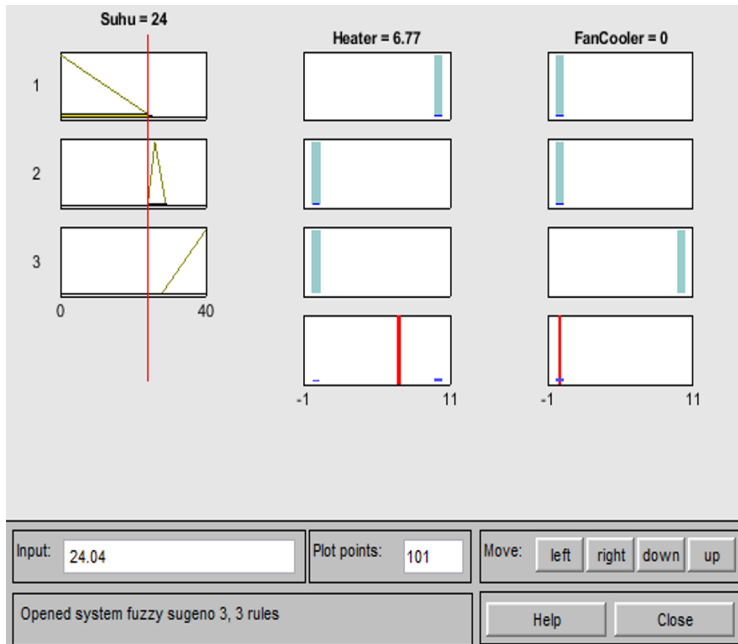 Suhu = 24
Heater = 6.77
FanCooler = 0
1
2
3
0
40
-1
11
-1
11
Input:
24.04
Plot points:
101
Move:
left
right
down
up
Opened system fuzzy sugeno 3, 3 rules
Help
Close